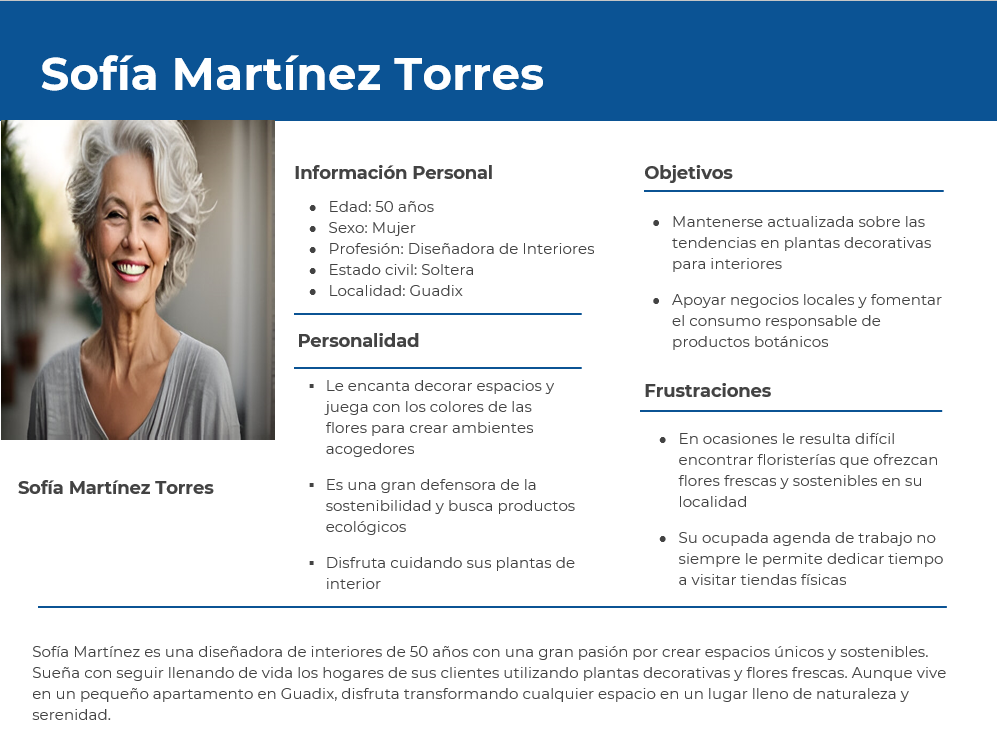 Sofía Martínez Torres
Sofía Martínez Torres
Información Personal
● Edad: 50 años
● Sexo: Mujer
● Profesión: Diseñadora de Interiores
● Estado civil: Soltera
● Localidad: Guadix
Personalidad
▪ Le encanta decorar espacios y
juega con los colores de las
flores para crear ambientes
acogedores
▪ Es una gran defensora de la
sostenibilidad y busca productos
ecológicos
▪ Disfruta cuidando sus plantas de
interior
Objetivos
● Mantenerse actualizada sobre las
tendencias en plantas decorativas
para interiores
● Apoyar negocios locales y fomentar
el consumo responsable de
productos botánicos
Frustraciones
● En ocasiones le resulta difícil
encontrar floristerías que ofrezcan
flores frescas y sostenibles en su
localidad
● Su ocupada agenda de trabajo no
siempre le permite dedicar tiempo
a visitar tiendas físicas
Sofía Martínez es una diseñadora de interiores de 50 años con una gran pasión por crear espacios únicos y sostenibles.
Sueña con seguir llenando de vida los hogares de sus clientes utilizando plantas decorativas y flores frescas. Aunque vive
en un pequeño apartamento en Guadix, disfruta transformando cualquier espacio en un lugar lleno de naturaleza y
serenidad.